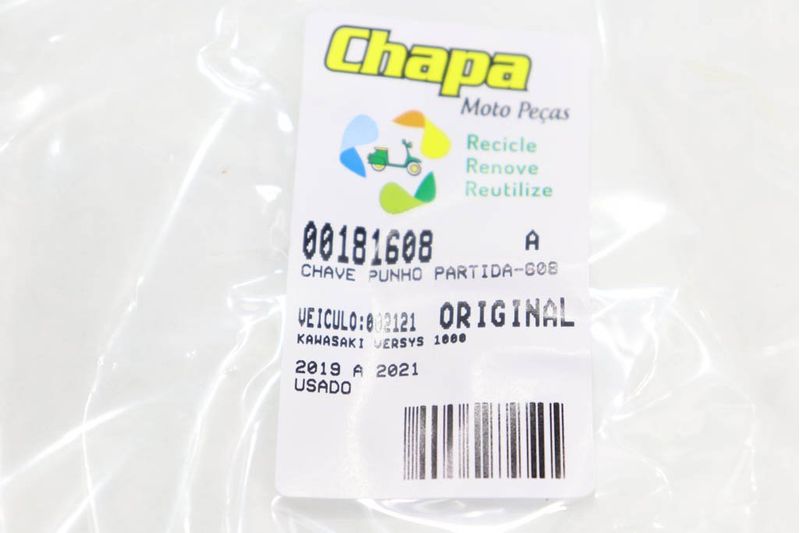 Chapa
Moto Peças
Recicle
Renove
Reutilize
00181608 A
CHAVE PUNHO PARTIDA-608
VEICULO:002121 ORIGINAL
KAWASAKI VERSYS 1000
2019 A 2021
USADO